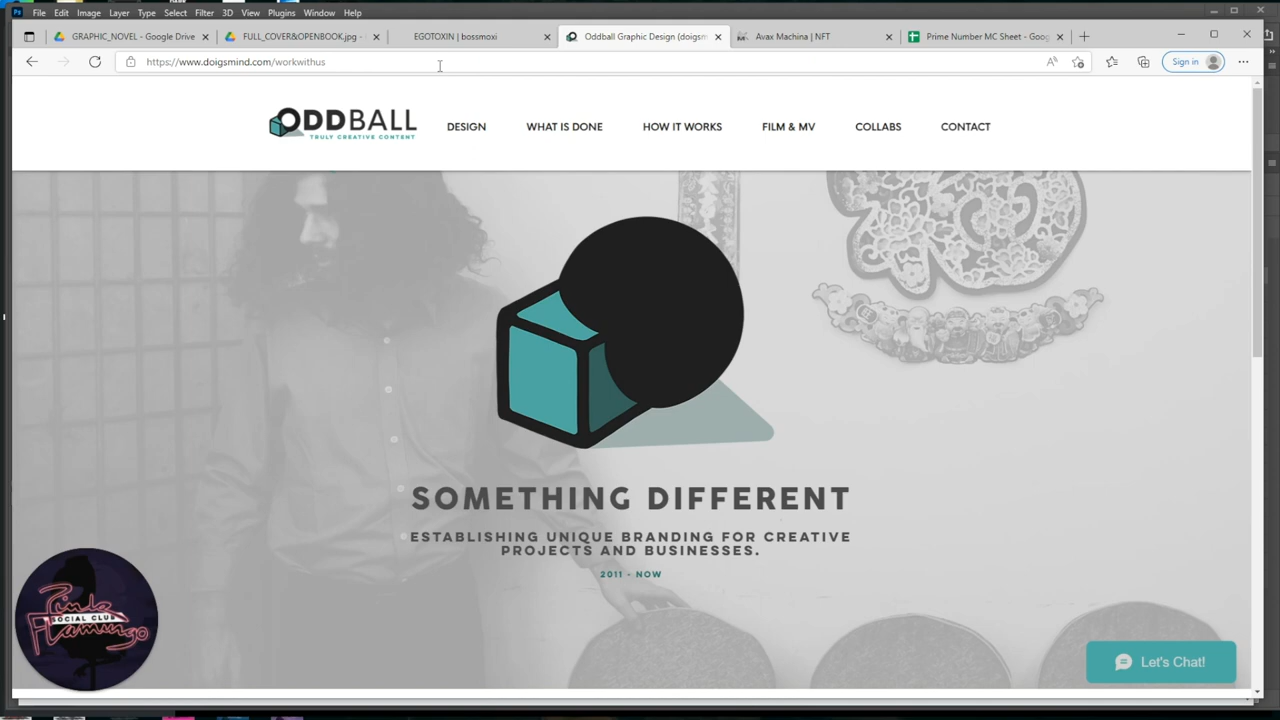 File Edit Image Layer Type Select Filter 3D View Plugins Window Help
GRAPHIC_NOVEL - Google Drive
FULL_COVER&OPENBOOK.jpg -
EGOTOXIN | bossmoxi
Oddball Graphic Design (doigsm
Avax Machina | NFT
Prime Number MC Sheet - Goog
https://www.doigsmind.com/workwithus
Sign in
ODDBALL
TRULY CREATIVE CONTENT
DESIGN
WHAT IS DONE
HOW IT WORKS
FILM & MV
COLLABS
CONTACT
SOMETHING DIFFERENT
ESTABLISHING UNIQUE BRANDING FOR CREATIVE
PROJECTS AND BUSINESSES.
2011 - NOW
Pink
SOCIAL CLUB
Flamingo
Let's Chat!